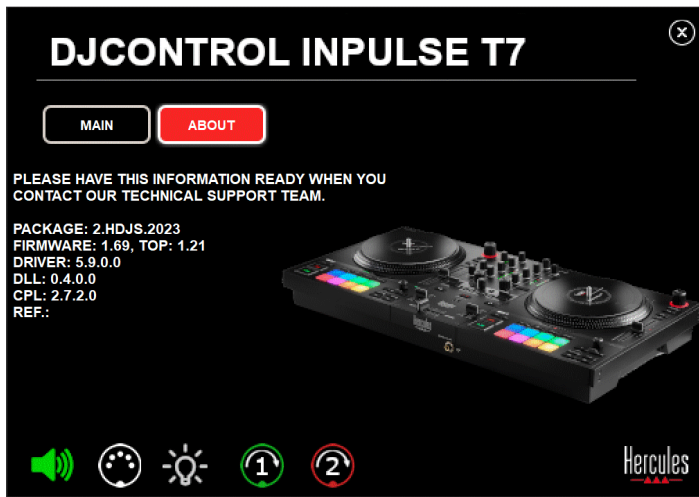 DJCONTROL INPULSE T7
MAIN
ABOUT
PLEASE HAVE THIS INFORMATION READY WHEN YOU
CONTACT OUR TECHNICAL SUPPORT TEAM.
PACKAGE: 2.HDJS.2023
FIRMWARE: 1.69, TOP: 1.21
DRIVER: 5.9.0.0
DLL: 0.4.0.0
CPL: 2.7.2.0
REF.:
1
2
Hercules